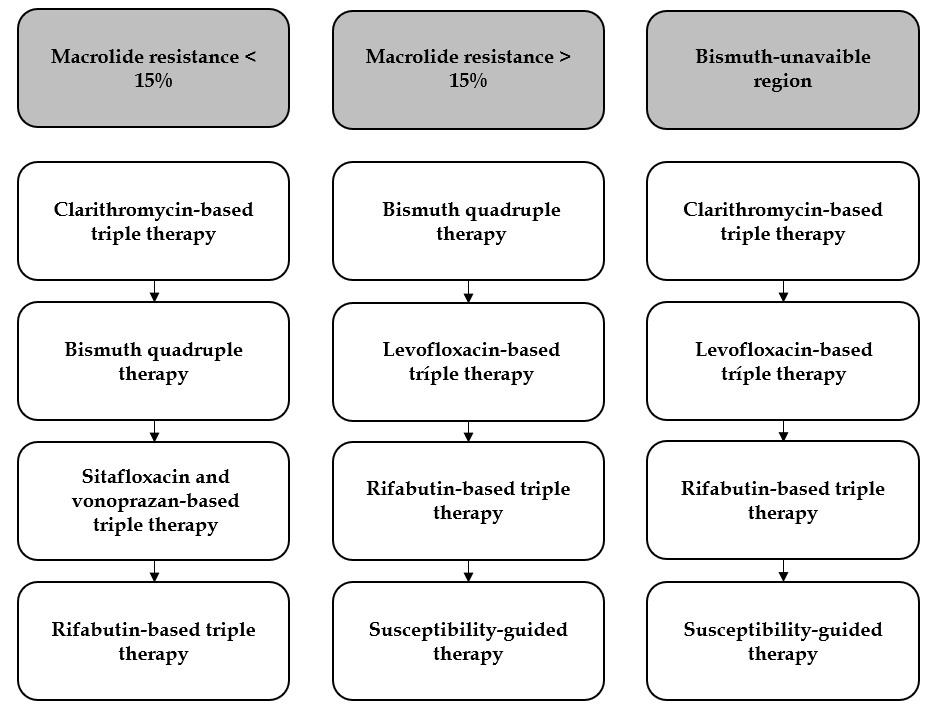 Macrolide resistance <
15%
Macrolide resistance >
15%
Bismuth-unavaible
region
Clarithromycin-based
triple therapy
Bismuth quadruple
therapy
Clarithromycin-based
triple therapy
Bismuth quadruple
therapy
Levofloxacin-based
tríple therapy
Levofloxacin-based
tríple therapy
Sitafloxacin and
vonoprazan-based
triple therapy
Rifabutin-based triple
therapy
Rifabutin-based triple
therapy
Rifabutin-based triple
therapy
Susceptibility-guided
therapy
Susceptibility-guided
therapy